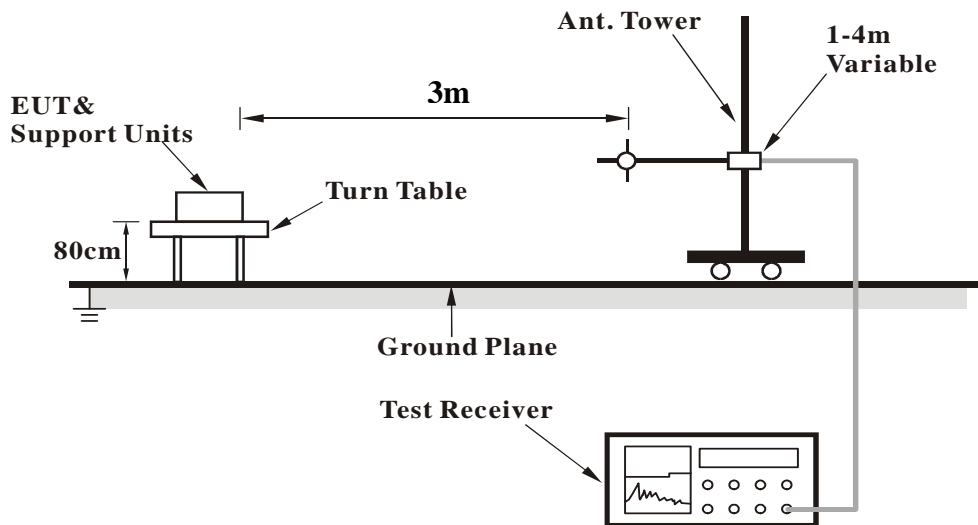 Ant. Tower
1-4m
Variable
3m
EUT&
Support Units
Turn Table
80cm
Ground Plane
Test Receiver